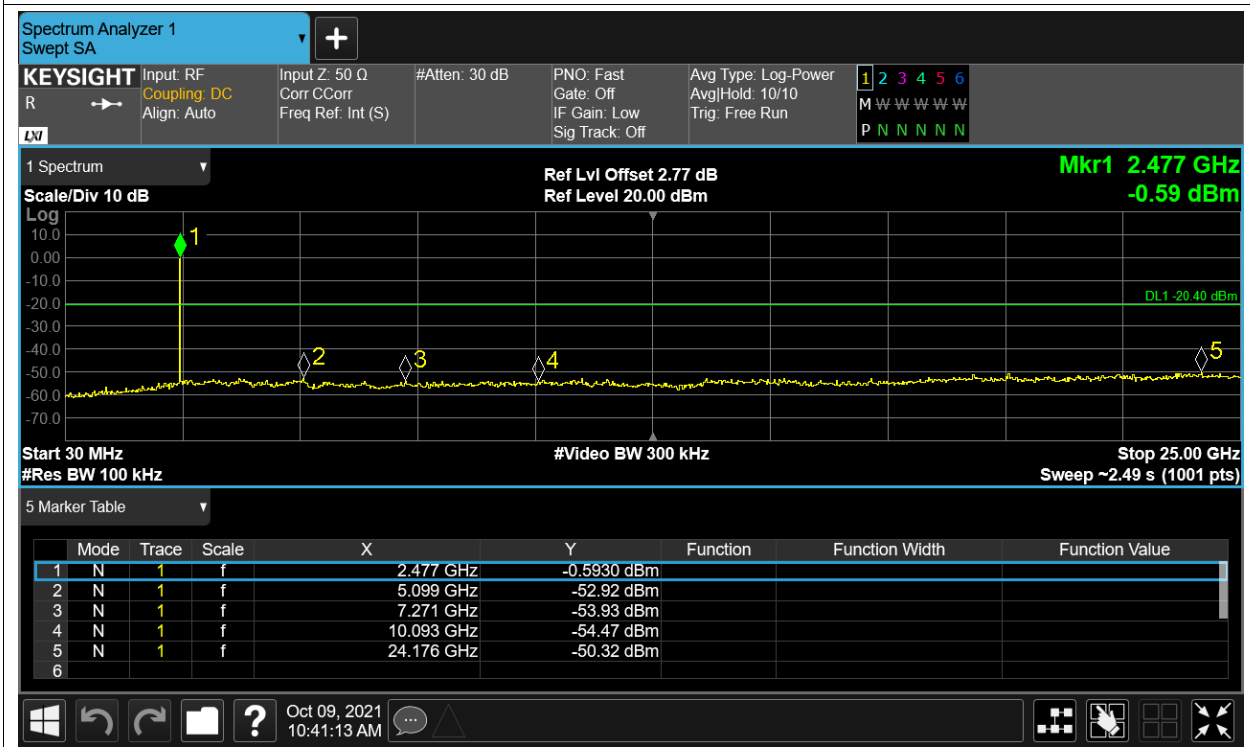 Spectrum Analyzer 1
Swept SA
KEYSIGHT
R
LXI
Input: RF
Coupling: DC
Align: Auto
Input Z: 50 Ω
Corr CCorr
Freq Ref: Int (S)
#Atten: 30 dB
PNO: Fast
Gate: Off
IF Gain: Low
Sig Track: Off
Avg Type: Log-Power
Avg|Hold: 10/10
Trig: Free Run
1 2 3 4 5 6
M W W W W W
P N N N N N
1 Spectrum
Scale/Div 10 dB
Ref Lvl Offset 2.77 dB
Ref Level 20.00 dBm
Mkr1 2.477 GHz
-0.59 dBm
Log
10.0
0.00
-10.0
-20.0
-30.0
-40.0
-50.0
-60.0
-70.0
1
2
3
4
5
DL1 -20.40 dBm
Start 30 MHz
#Video BW 300 kHz
Stop 25.00 GHz
#Res BW 100 kHz
Sweep ~2.49 s (1001 pts)
5 Marker Table
Mode Trace Scale X Y Function Function Width Function Value
1 N 1 f 2.477 GHz -0.5930 dBm
2 N 1 f 5.099 GHz -52.92 dBm
3 N 1 f 7.271 GHz -53.93 dBm
4 N 1 f 10.093 GHz -54.47 dBm
5 N 1 f 24.176 GHz -50.32 dBm
6
?
Oct 09, 2021
10:41:13 AM